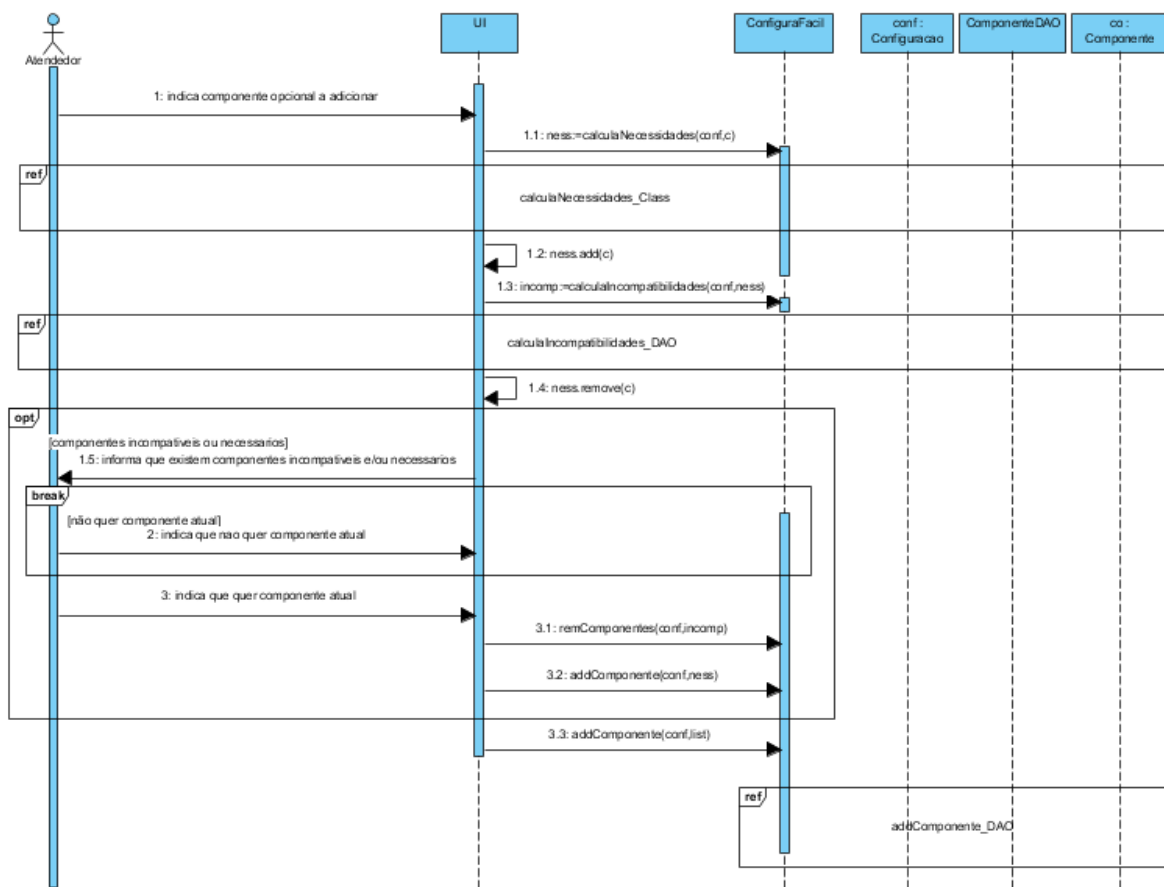 UI
ConfiguraFacil
conf :
Configuracao
ComponenteDAO
co :
Componente
Atendedor
1: indica componente opcional a adicionar
1.1: ness:=calculaNecessidades(conf,c)
ref
calculaNecessidades_Class
1.2: ness.add(c)
1.3: incomp:=calculaIncompatibilidades(conf,ness)
ref
calculaIncompatibilidades_DAO
1.4: ness.remove(c)
opt
[componentes incompativeis ou necessarios]
1.5: informa que existem componentes incompativeis e/ou necessarios
break
[não quer componente atual]
2: indica que nao quer componente atual
3: indica que quer componente atual
3.1: remComponentes(conf,incomp)
3.2: addComponente(conf,ness)
3.3: addComponente(conf,list)
ref
addComponente_DAO